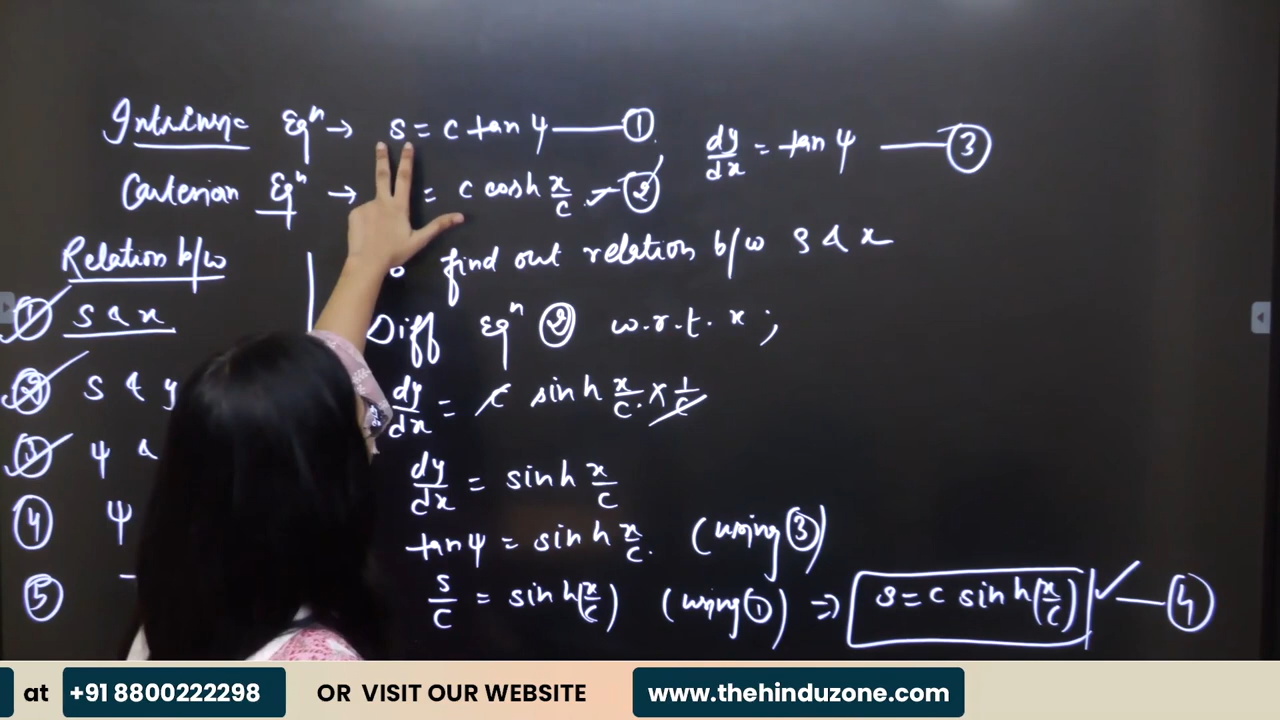 Intrinsic Eqⁿ → s = c tan ψ —— ①
dy/dx = tan ψ —— ③
Carterian Eqⁿ → = c cosh x/c —②
find out relation b/w s & x
Relation b/w
① s & x
② s & y
③ ψ &
④ ψ
⑤
Diff Eqⁿ ② w.r.t. x ;
dy/dx = c sinh x/c . × 1/c
dy/dx = sinh x/c
tan ψ = sinh x/c . (using ③)
s/c = sinh(x/c) (using ①) ⇒ s = c sinh(x/c) ✓ — ④
at +91 8800222298 OR VISIT OUR WEBSITE www.thehinduzone.com